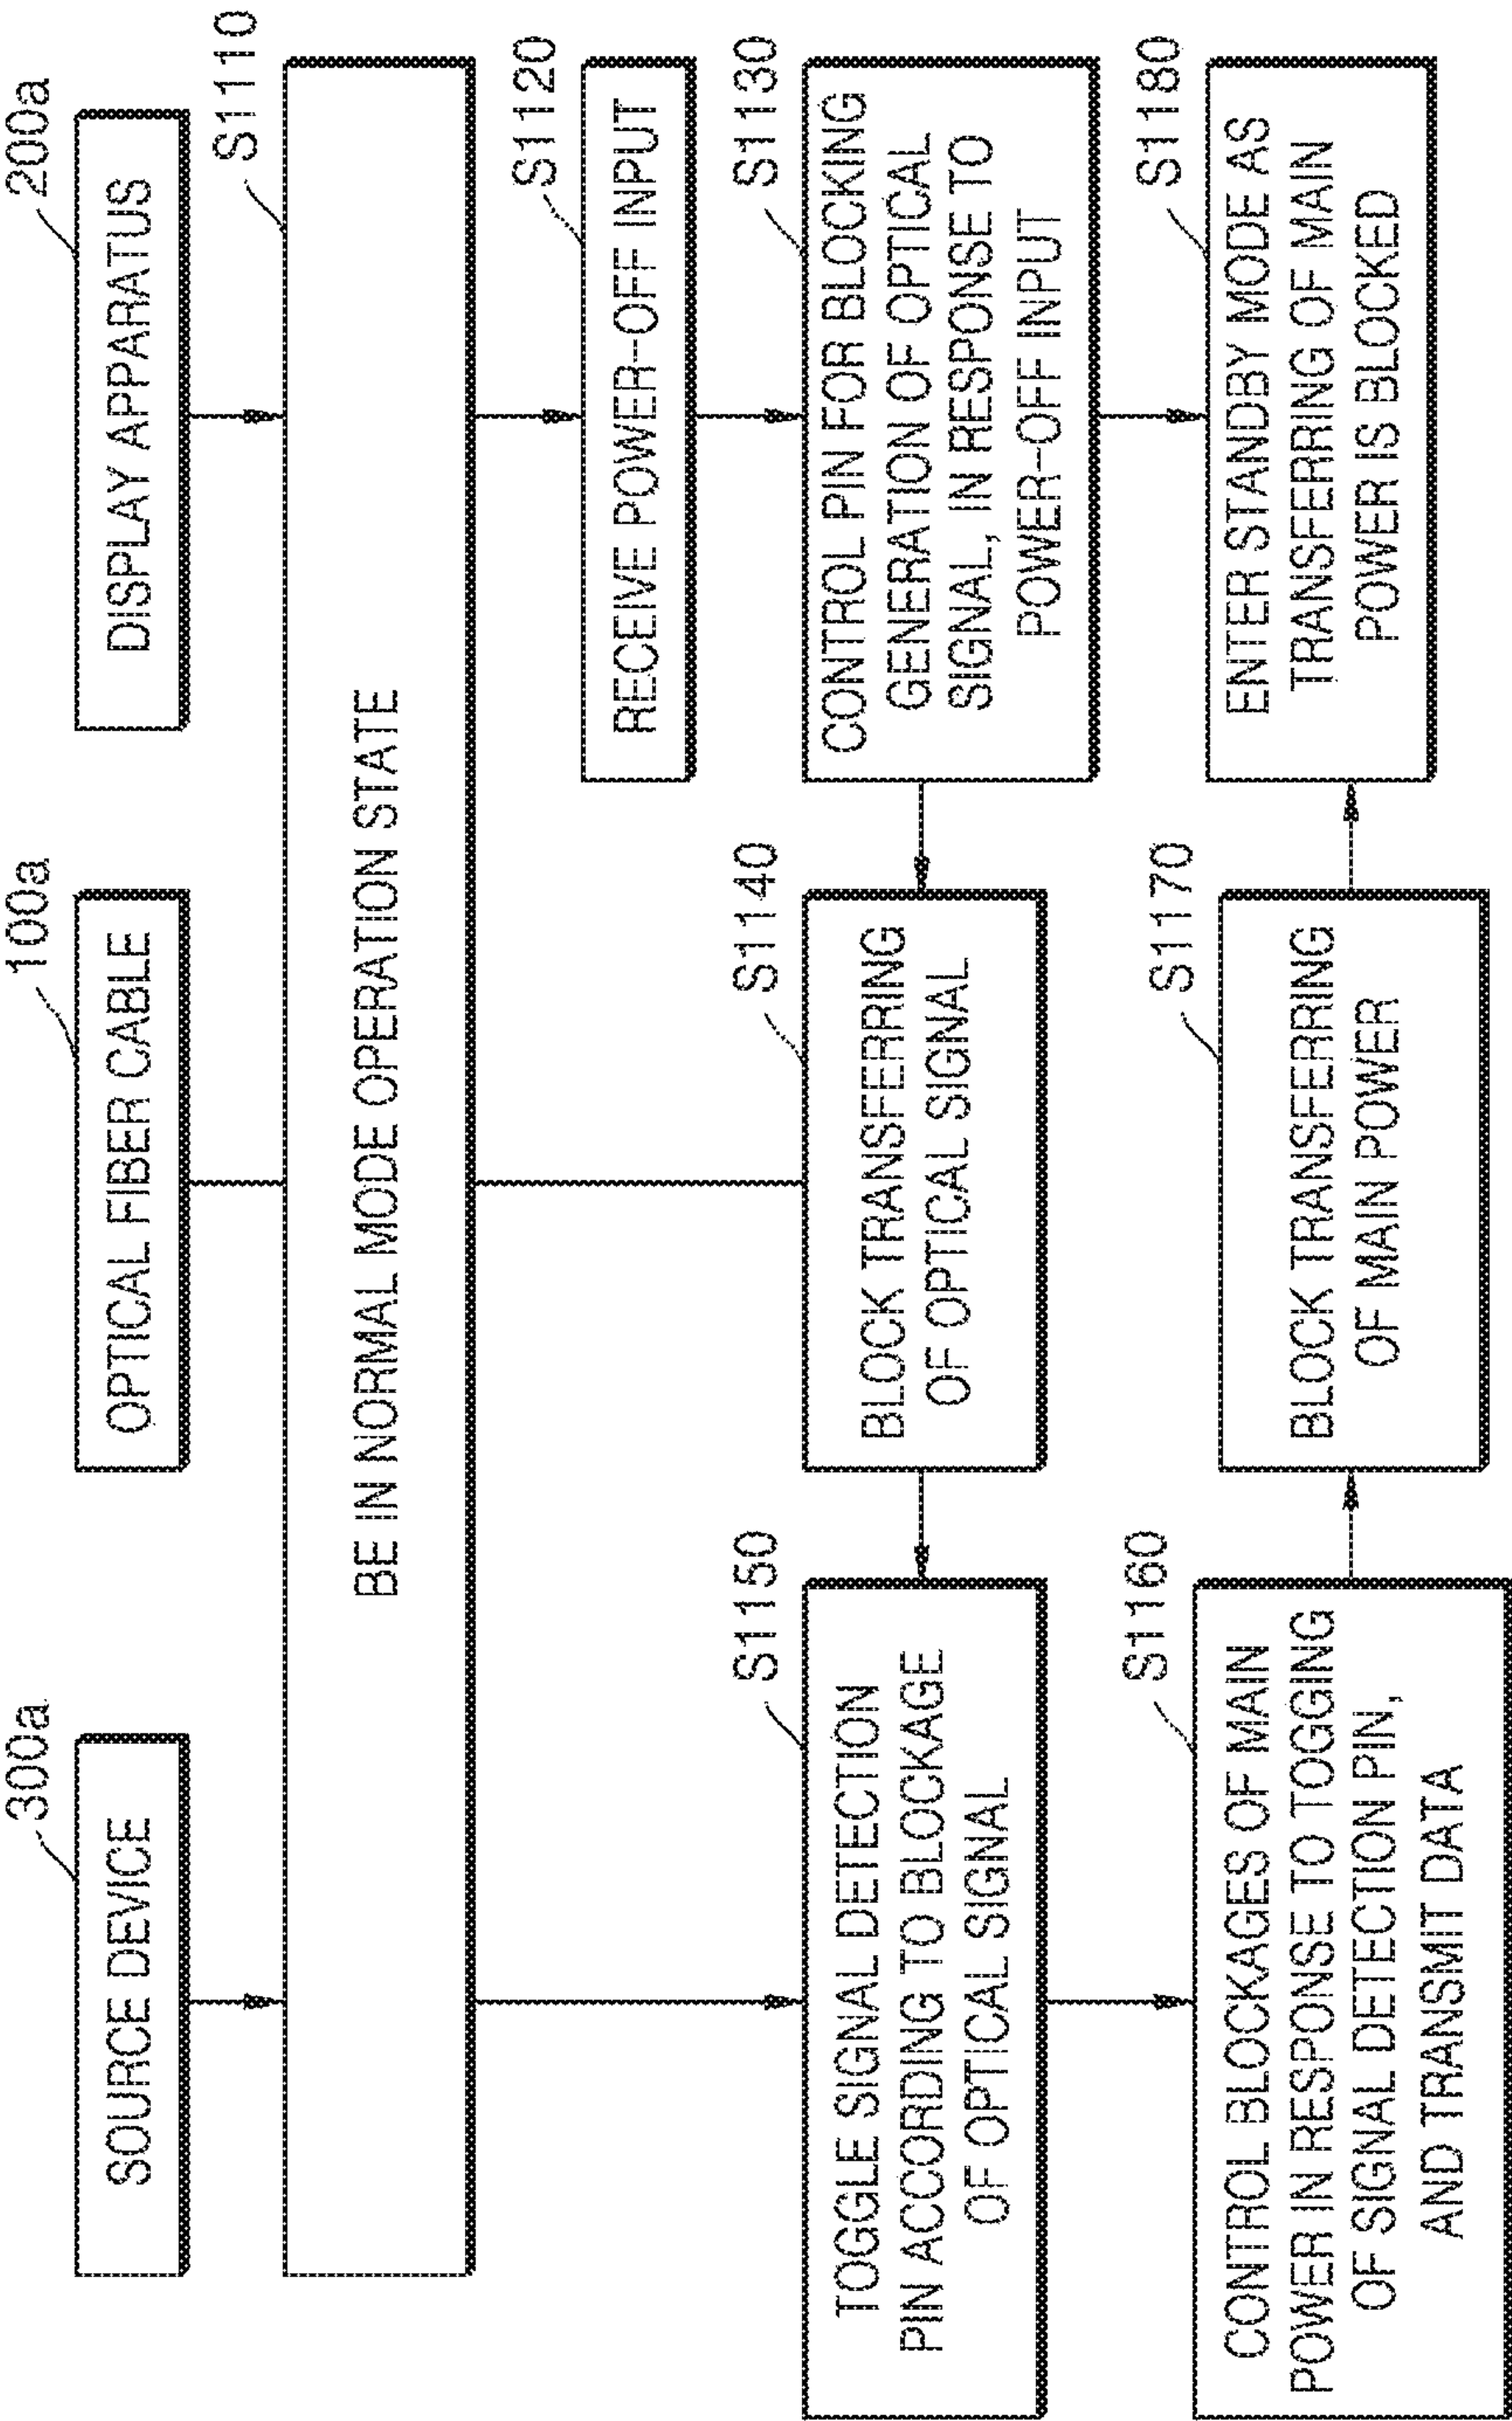 300a
SOURCE DEVICE
100a
OPTICAL FIBER CABLE
200a
DISPLAY APPARATUS
S1110
BE IN NORMAL MODE OPERATION STATE
S1120
RECEIVE POWER-OFF INPUT
S1130
CONTROL PIN FOR BLOCKING
GENERATION OF OPTICAL
SIGNAL, IN RESPONSE TO
POWER-OFF INPUT
S1140
BLOCK TRANSFERRING
OF OPTICAL SIGNAL
S1150
TOGGLE SIGNAL DETECTION
PIN ACCORDING TO BLOCKAGE
OF OPTICAL SIGNAL
S1160
CONTROL BLOCKAGES OF MAIN
POWER IN RESPONSE TO TOGGING
OF SIGNAL DETECTION PIN,
AND TRANSMIT DATA
S1170
BLOCK TRANSFERRING
OF MAIN POWER
S1180
ENTER STANDBY MODE AS
TRANSFERRING OF MAIN
POWER IS BLOCKED